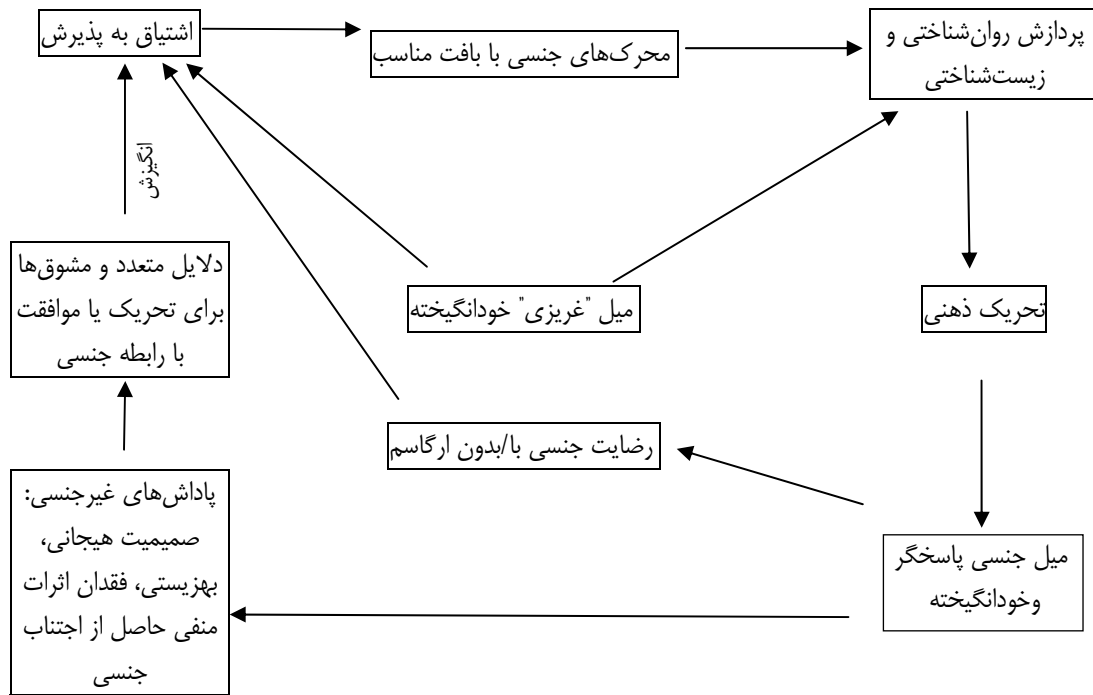 اشتیاق به پذیرش
محرک‌های جنسی با بافت مناسب
پردازش روان‌شناختی و
زیست‌شناختی
انگیزش
دلایل متعدد و مشوق‌ها
برای تحریک یا موافقت
با رابطه جنسی
میل "غریزی" خودانگیخته
تحریک ذهنی
رضایت جنسی با/بدون ارگاسم
پاداش‌های غیرجنسی:
صمیمیت هیجانی،
بهزیستی، فقدان اثرات
منفی حاصل از اجتناب
جنسی
میل جنسی پاسخگر
وخودانگیخته